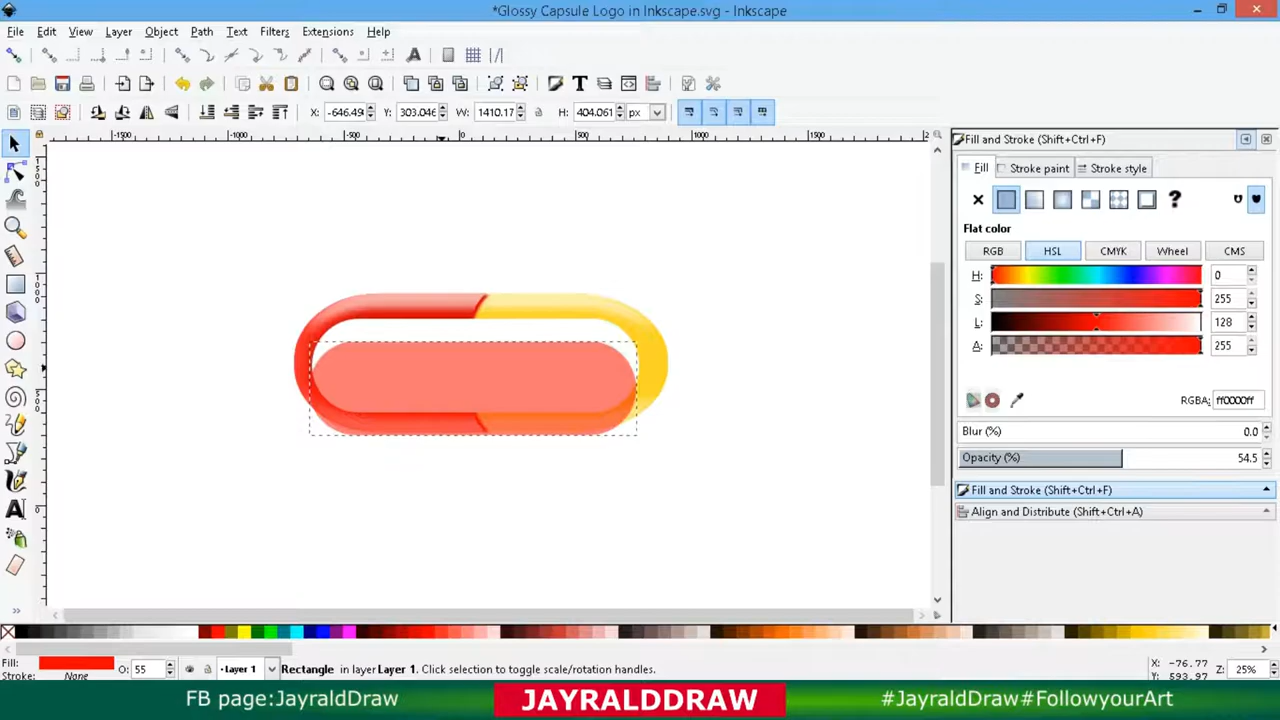 *Glossy Capsule Logo in Inkscape.svg - Inkscape
File Edit View Layer Object Path Text Filters Extensions Help
X: -646.49 Y: 303.046 W: 1410.17 H: 404.061 px
Fill and Stroke (Shift+Ctrl+F)
Fill Stroke paint Stroke style
Flat color
RGB HSL CMYK Wheel CMS
H: 0
S: 255
L: 128
A: 255
RGBA: ff0000ff
Blur (%) 0.0
Opacity (%) 54.5
Fill and Stroke (Shift+Ctrl+F)
Align and Distribute (Shift+Ctrl+A)
Fill: O: 55 Layer 1 Rectangle in layer Layer 1. Click selection to toggle scale/rotation handles. X: -76.77 Z: 25%
Stroke: None Y: 593.97
FB page:JayraldDraw JAYRALDDRAW #JayraldDraw#FollowyourArt